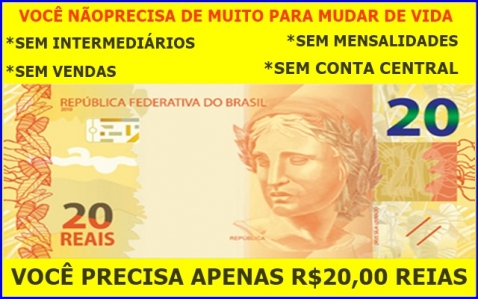 VOCÊ NÃOPRECISA DE MUITO PARA MUDAR DE VIDA
*SEM INTERMEDIÁRIOS *SEM MENSALIDADES
*SEM VENDAS *SEM CONTA CENTRAL
REPÚBLICA FEDERATIVA DO BRASIL 20
20
REAIS
REPÚBLICA
VOCÊ PRECISA APENAS R$20,00 REIAS